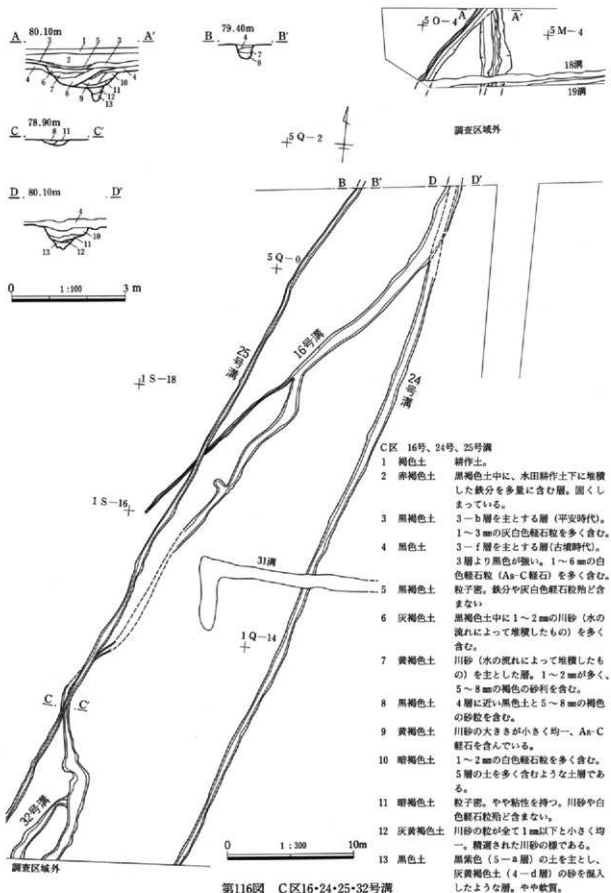 A 80.10m A′
3 1 5 3
2
4 6 7 8 9 10 4
11
12
13
79.40m
B B′
4
7
8
78.90m
C 8 11 C′
D 80.10m D′
4
10
11
13 12
0 1:100 3 m
5 O-4 A A′ 5 M-4
18溝
19溝
調査区域外
5 Q-2
B B′ D D′
5 Q-0
25号溝
16号溝
24号溝
1 S-18
1 S-16
31溝
1 Q-14
C C′
32号溝
調査区域外
0 1:300 10m
C区 16号、24号、25号溝
1 褐色土 耕作土。
2 赤褐色土 黒褐色土中に、水田耕作土下に堆積
した鉄分を多量に含む層。固くし
まっている。
3 黒褐色土 3-b層を主とする層(平安時代)。
1~3㎜の灰白色軽石粒を多く含む。
4 黒色土 3-f層を主とする層(古墳時代)。
3層より黒色が強い。1~6㎜の白
色軽石粒(As-C軽石)を多く含む。
5 黒褐色土 粒子密。鉄分や灰白色軽石粒殆ど含
まない
6 灰褐色土 黒褐色土中に1~2㎜の川砂(水の
流れによって堆積したもの)を多く
含む。
7 黄褐色土 川砂(水の流れによって堆積したも
の)を主とした層。1~2㎜が多く、
5~8㎜の褐色の砂利を含む。
8 黒褐色土 4層に近い黒色土と5~8㎜の褐色
の砂粒を含む。
9 黄褐色土 川砂の大きさが小さく均一、As-C
軽石を含んでいる。
10 暗褐色土 1~2㎜の白色軽石粒を多く含む。
5層の土を多く含むような土層であ
る。
11 暗褐色土 粒子密。やや粘性を持つ。川砂や白
色軽石粒殆ど含まない。
12 灰黄褐色土 川砂の粒が全て1㎜以下と小さく均
一。精選された川砂の様である。
13 黒色土 黒紫色(5-a層)の土を主とし、
灰黄褐色土(4-d層)の砂を混入
したような層。やや軟質。
第116図 C区16・24・25・32号溝